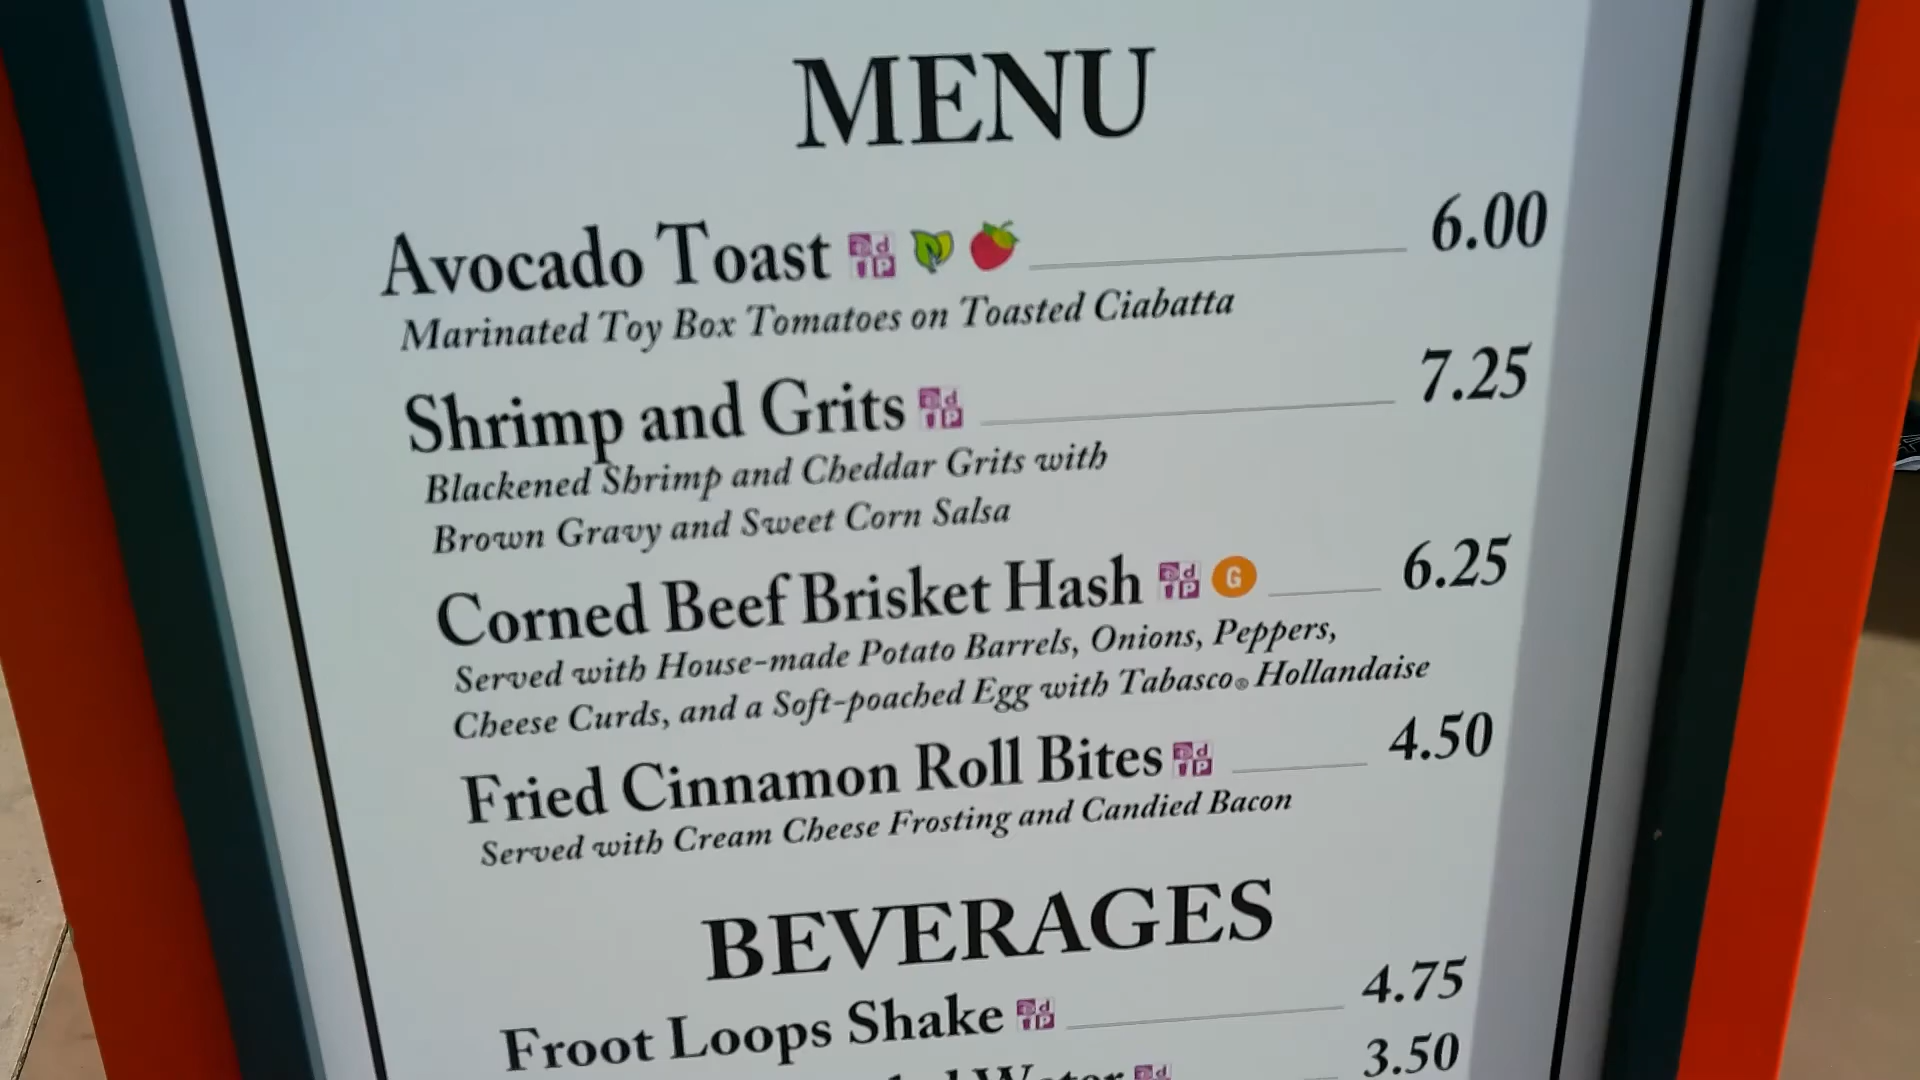 MENU
Avocado Toast 6.00
Marinated Toy Box Tomatoes on Toasted Ciabatta
Shrimp and Grits 7.25
Blackened Shrimp and Cheddar Grits with
Brown Gravy and Sweet Corn Salsa
Corned Beef Brisket Hash G 6.25
Served with House-made Potato Barrels, Onions, Peppers,
Cheese Curds, and a Soft-poached Egg with Tabasco® Hollandaise
Fried Cinnamon Roll Bites 4.50
Served with Cream Cheese Frosting and Candied Bacon
BEVERAGES
Froot Loops Shake 4.75
Water 3.50